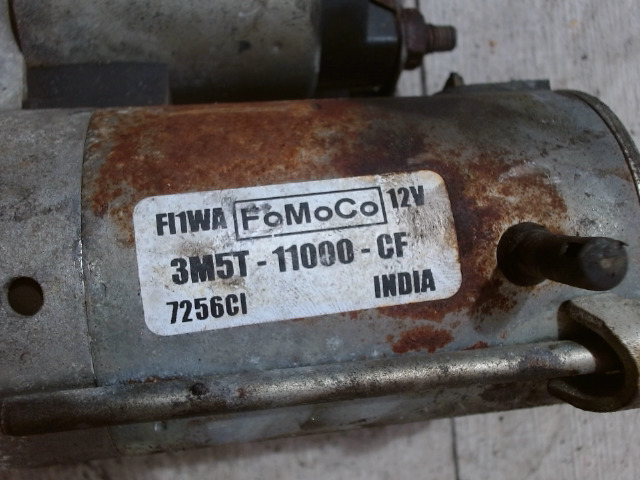 FI1WA FoMoCo 12V
3M5T - 11000 - CF
7256CI INDIA